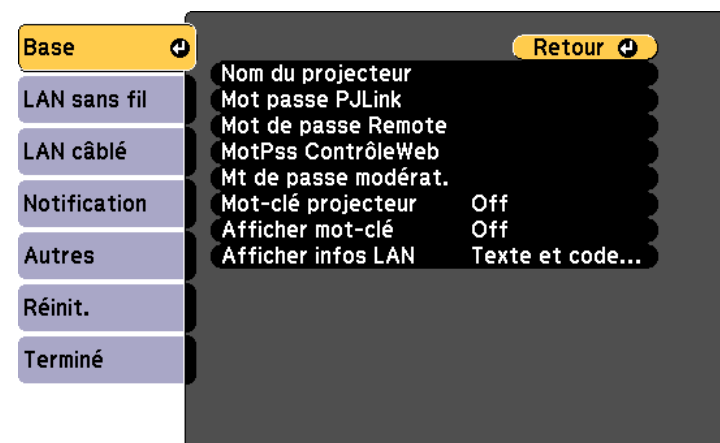 Base
LAN sans fil
LAN câblé
Notification
Autres
Réinit.
Terminé
Retour
Nom du projecteur
Mot passe PJLink
Mot de passe Remote
MotPss ContrôleWeb
Mt de passe modérat.
Mot-clé projecteur Off
Afficher mot-clé Off
Afficher infos LAN Texte et code...